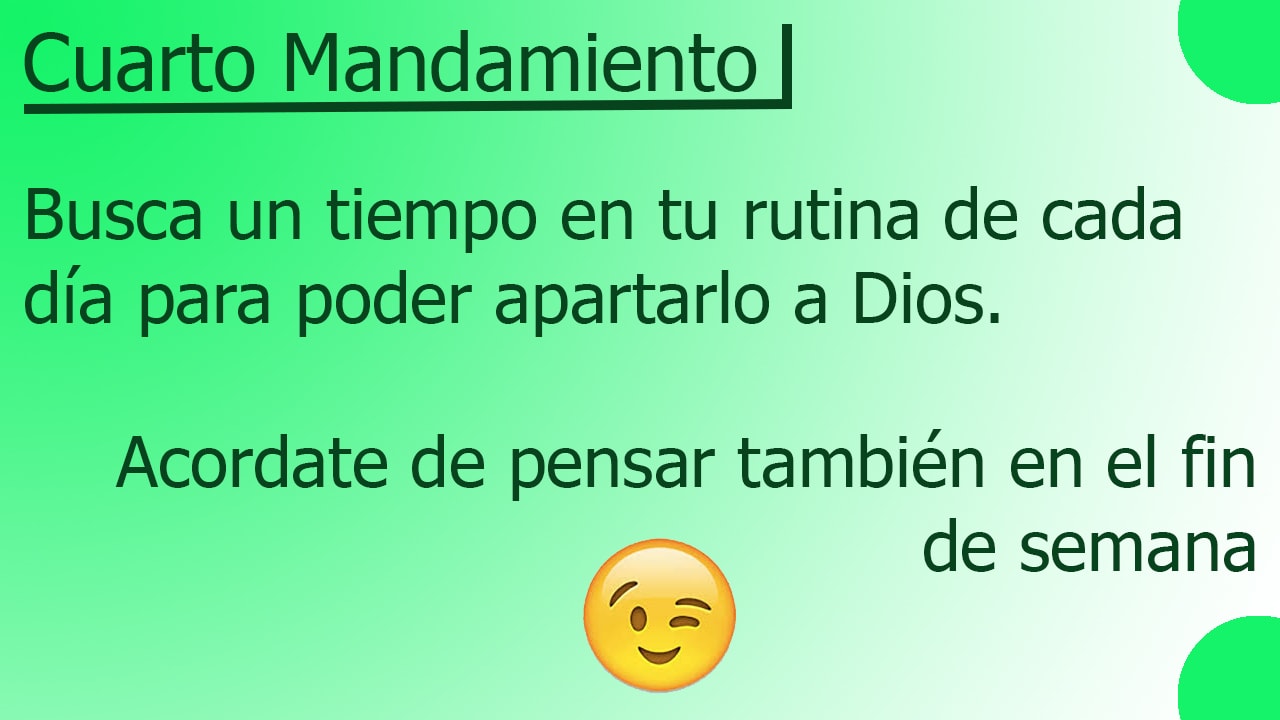 Cuarto Mandamiento
Busca un tiempo en tu rutina de cada
día para poder apartarlo a Dios.
Acordate de pensar también en el fin
de semana